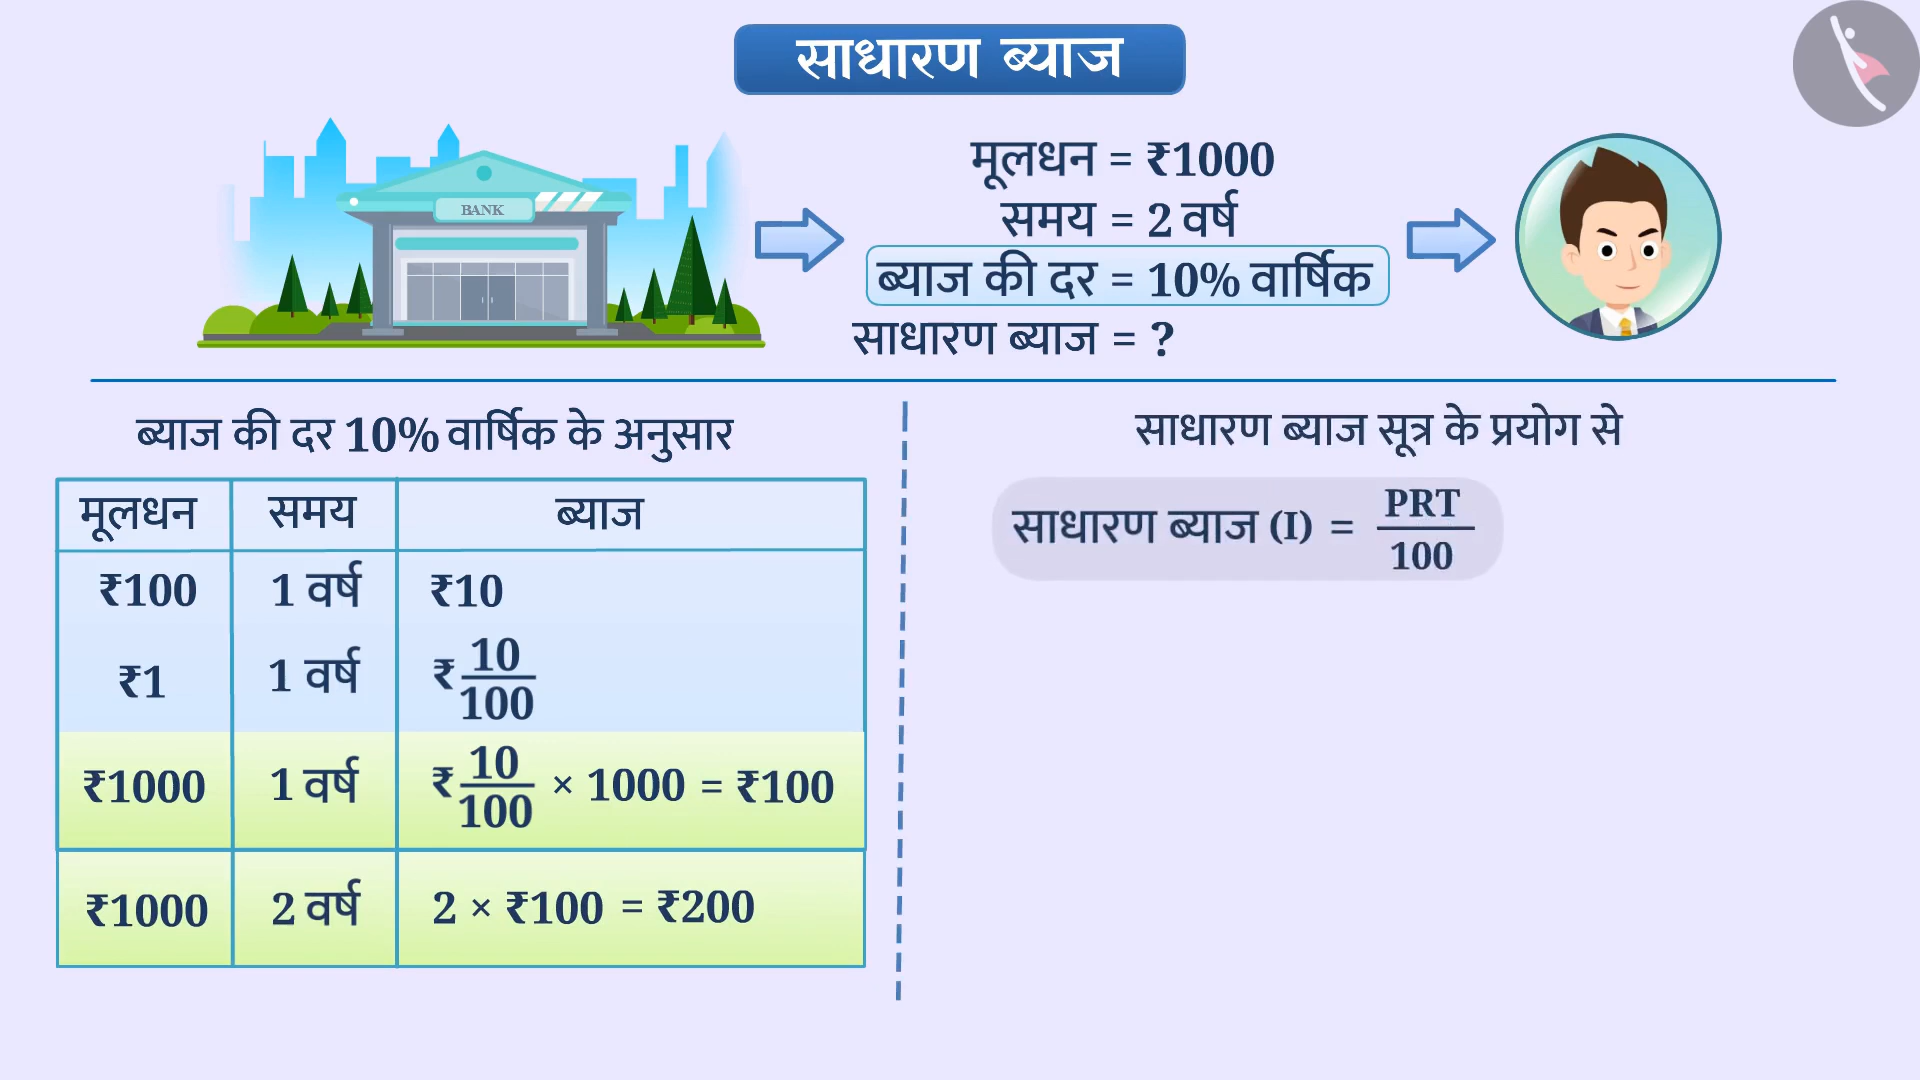 साधारण ब्याज
BANK
मूलधन = ₹1000
समय = 2 वर्ष
ब्याज की दर = 10% वार्षिक
साधारण ब्याज = ?
ब्याज की दर 10% वार्षिक के अनुसार
मूलधन समय ब्याज
₹100 1 वर्ष ₹10
₹1 1 वर्ष ₹10/100
₹1000 1 वर्ष ₹10/100 × 1000 = ₹100
₹1000 2 वर्ष 2 × ₹100 = ₹200
साधारण ब्याज सूत्र के प्रयोग से
साधारण ब्याज (I) = PRT/100